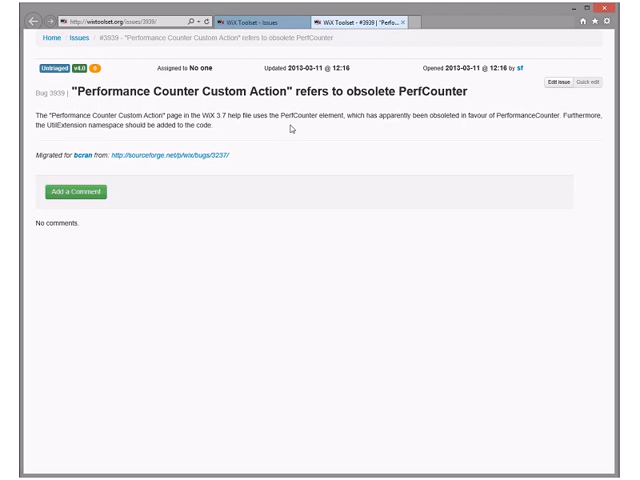 http://wixtoolset.org/issues/3939/
WiX Toolset - Issues
WiX Toolset - #3939 | "Perfo...
Home / Issues / #3939 - "Performance Counter Custom Action" refers to obsolete PerfCounter
Untriaged v4.0 0 Assigned to No one Updated 2013-03-11 @ 12:16 Opened 2013-03-11 @ 12:16 by sf
Edit issue Quick edit
Bug 3939 | "Performance Counter Custom Action" refers to obsolete PerfCounter
The "Performance Counter Custom Action" page in the WiX 3.7 help file uses the PerfCounter element, which has apparently been obsoleted in favour of PerformanceCounter. Furthermore,
the UtilExtension namespace should be added to the code.
Migrated for bcran from: http://sourceforge.net/p/wix/bugs/3237/
Add a Comment
No comments.